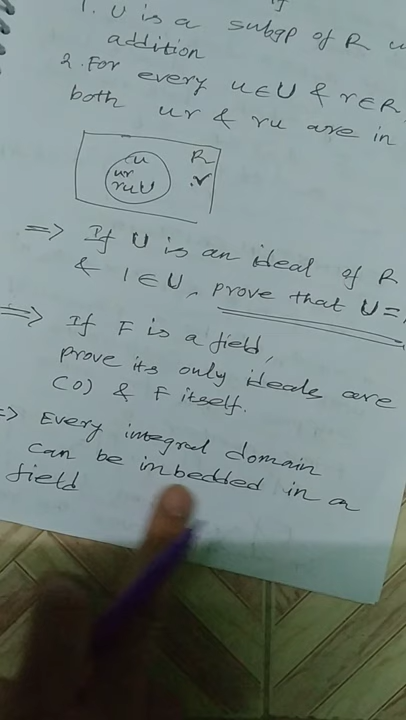 1. U is a subgp of R
addition
2. For every u ∈ U & r ∈ R
both ur & ru are in
u R
ur .r
ru U
=> If U is an ideal of R
& 1 ∈ U, prove that U =
=> If F is a field,
prove its only ideals are
(0) & F itself.
=> Every integral domain
can be imbedded in a
field